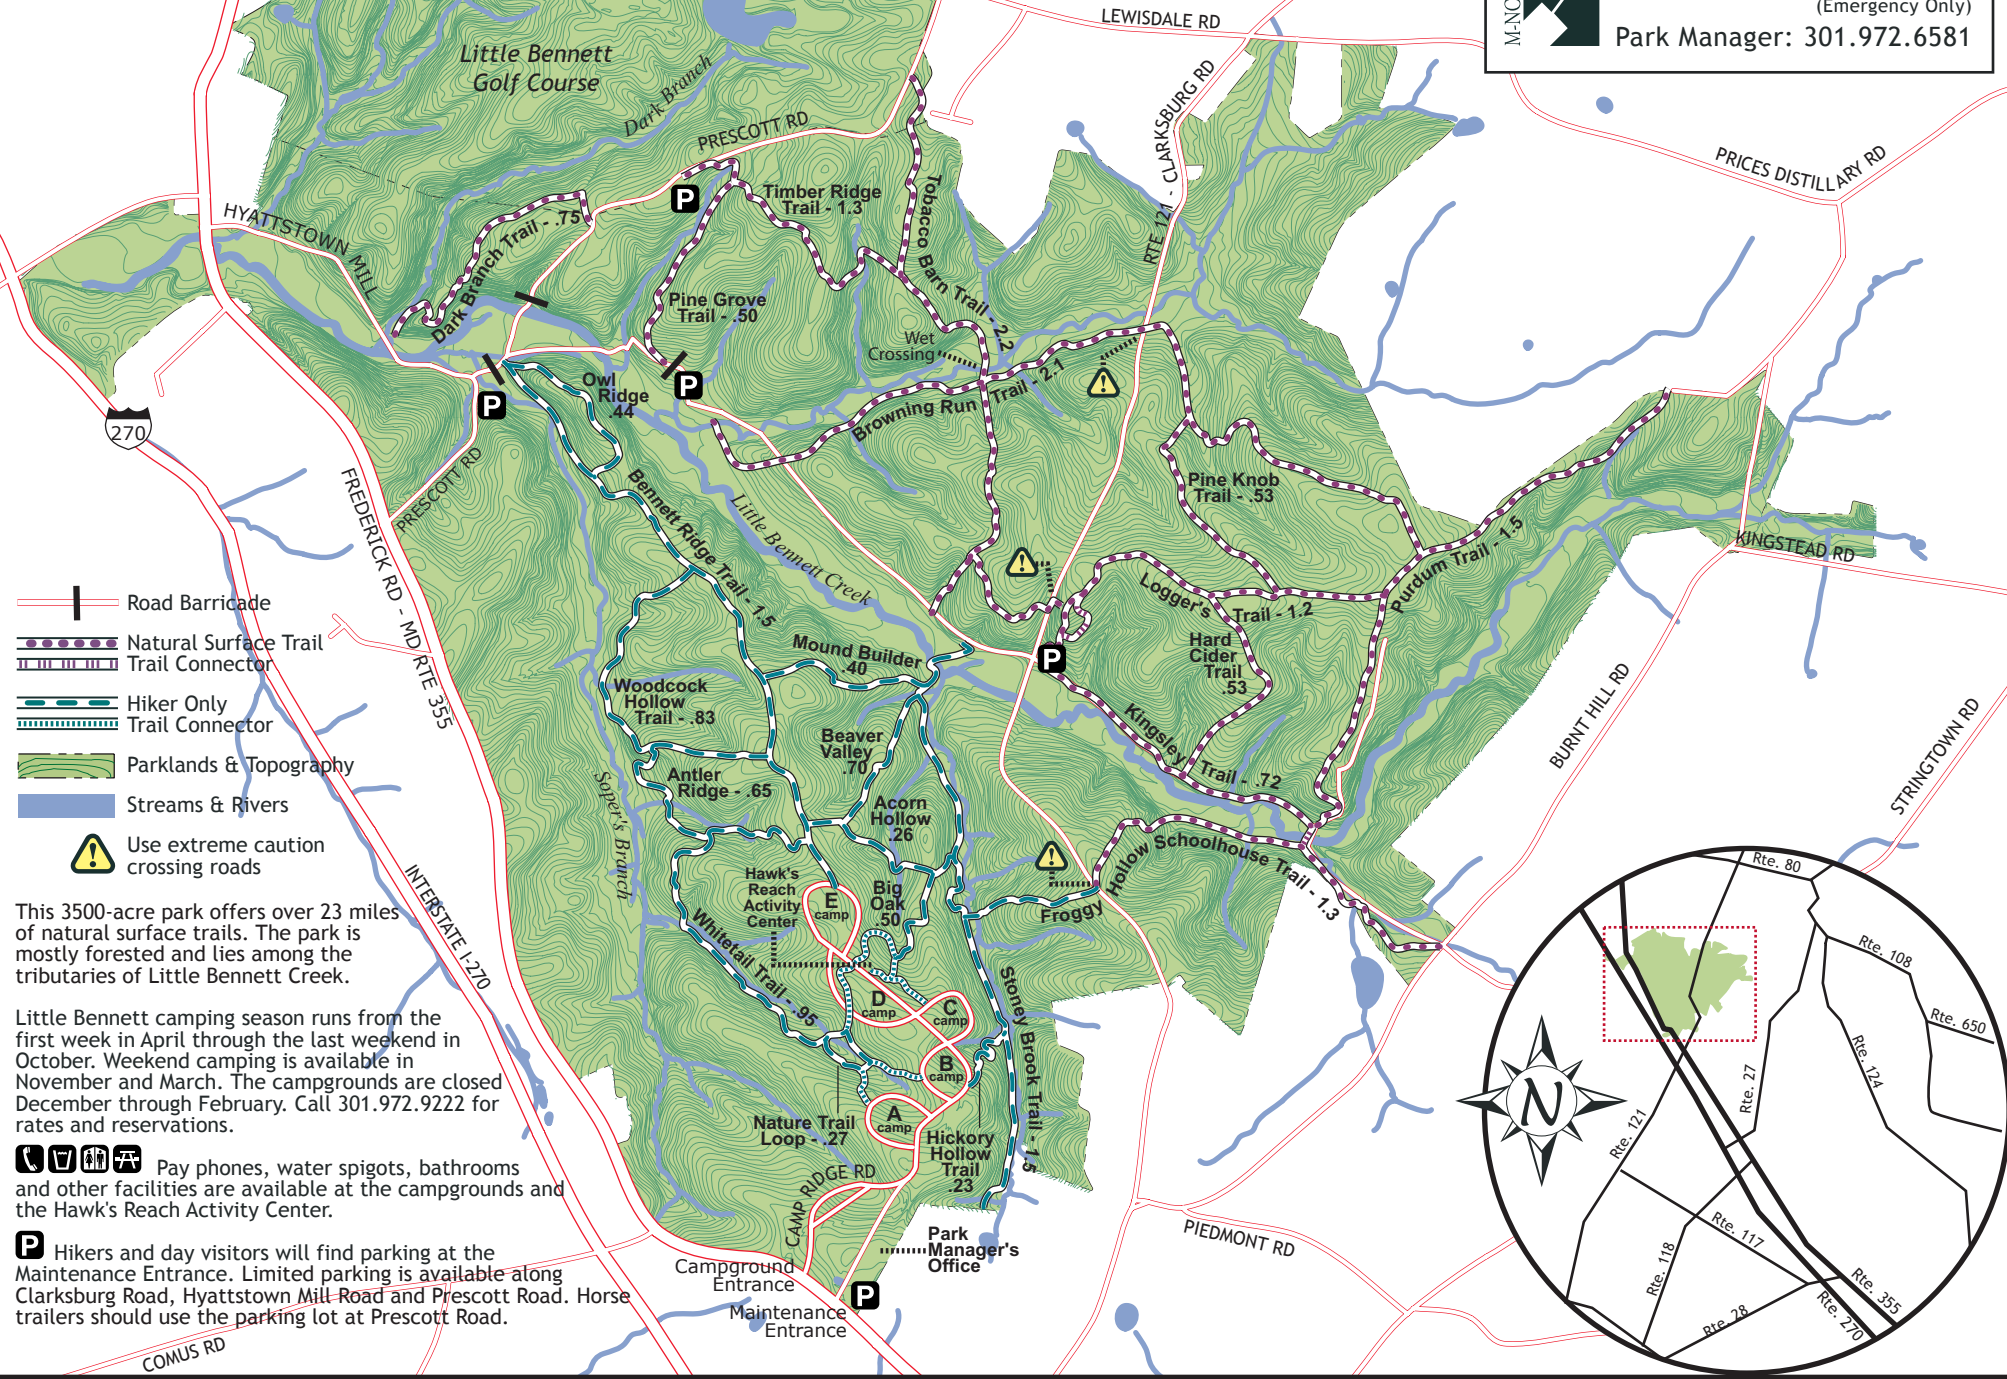 LEWISDALE RD
M-NC
(Emergency Only)
Park Manager: 301.972.6581
Little Bennett
Golf Course
Dark Branch
PRESCOTT RD
RTE 121 - CLARKSBURG RD
PRICES DISTILLARY RD
HYATTSTOWN MILL
Dark Branch Trail - .75
P
Timber Ridge
Trail - 1.3
Tobacco Barn Trail - 2.2
Pine Grove
Trail - .50
Wet
Crossing
Owl
Ridge
.44
P
P
Browning Run Trail - 2.1
270
PRESCOTT RD
FREDERICK RD - MD RTE 355
Bennett Ridge Trail - 1.5
Little Bennett Creek
Pine Knob
Trail - .53
Purdum Trail - 1.5
KINGSTEAD RD
Logger's Trail - 1.2
Hard
Cider
Trail
.53
P
Mound Builder
.40
Woodcock
Hollow
Trail - .83
Kingsley Trail - .72
BURNT HILL RD
STRINGTOWN RD
Beaver
Valley
.70
Antler
Ridge - .65
Acorn
Hollow
.26
Soper's Branch
Hollow Schoolhouse Trail - 1.3
Froggy
Hawk's
Reach
Activity
Center
E
camp
Big
Oak
.50
Whitetail Trail - .95
D
camp
C
camp
B
camp
A
camp
Stoney Brook Trail - 1.5
Nature Trail
Loop - .27
Hickory
Hollow
Trail
.23
CAMP RIDGE RD
Park
Manager's
Office
Campground
Entrance
Maintenance
Entrance
P
PIEDMONT RD
INTERSTATE I-270
COMUS RD
Road Barricade
Natural Surface Trail
Trail Connector
Hiker Only
Trail Connector
Parklands & Topography
Streams & Rivers
Use extreme caution
crossing roads
This 3500-acre park offers over 23 miles
of natural surface trails. The park is
mostly forested and lies among the
tributaries of Little Bennett Creek.
Little Bennett camping season runs from the
first week in April through the last weekend in
October. Weekend camping is available in
November and March. The campgrounds are closed
December through February. Call 301.972.9222 for
rates and reservations.
Pay phones, water spigots, bathrooms
and other facilities are available at the campgrounds and
the Hawk's Reach Activity Center.
P Hikers and day visitors will find parking at the
Maintenance Entrance. Limited parking is available along
Clarksburg Road, Hyattstown Mill Road and Prescott Road. Horse
trailers should use the parking lot at Prescott Road.
Rte. 80
Rte. 108
Rte. 650
Rte. 124
Rte. 27
Rte. 121
Rte. 117
Rte. 118
Rte. 28
Rte. 355
Rte. 270
N